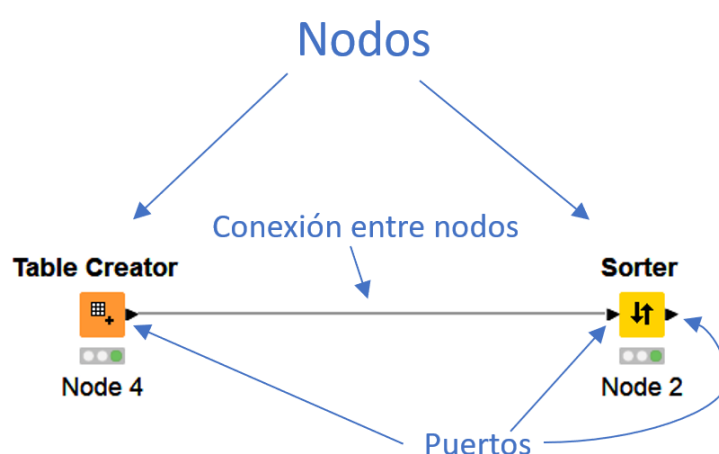 Nodos
Conexión entre nodos
Table Creator
Sorter
Node 4
Node 2
Puertos